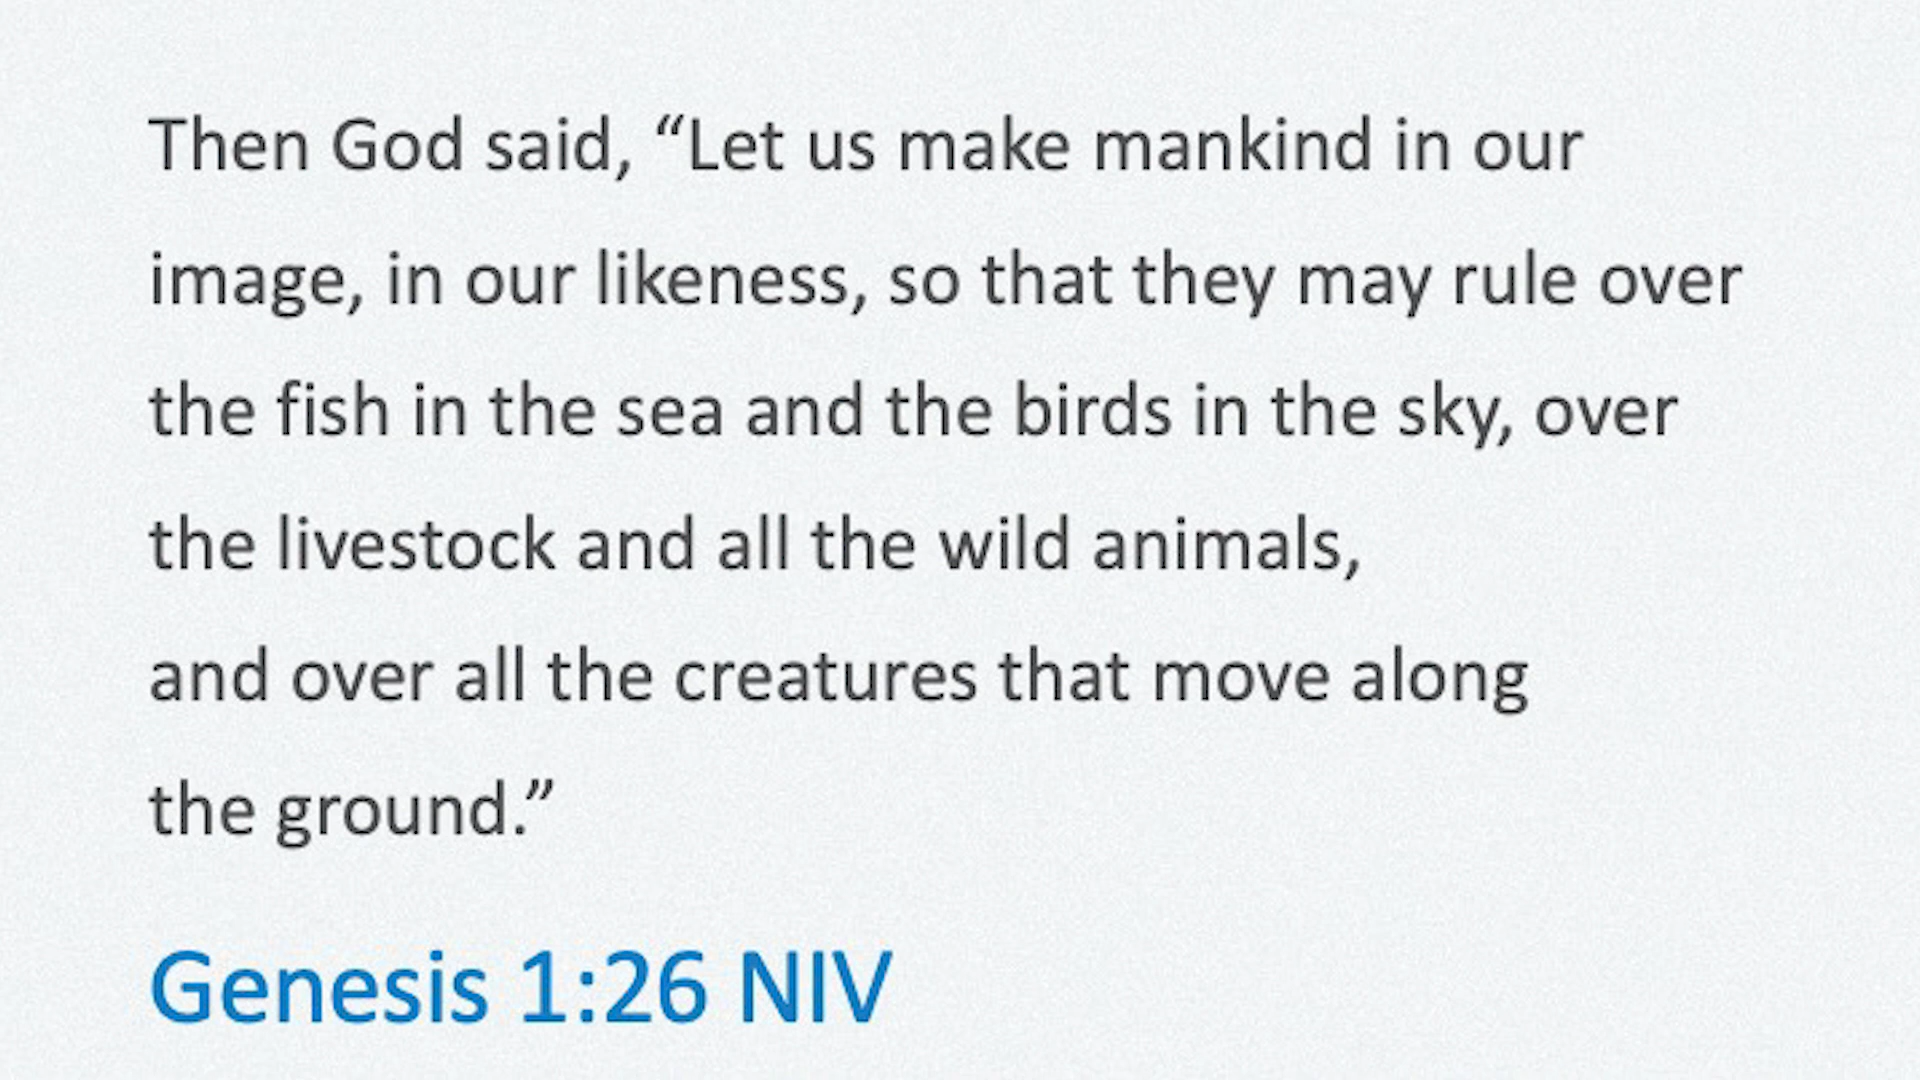 Then God said, “Let us make mankind in our
image, in our likeness, so that they may rule over
the fish in the sea and the birds in the sky, over
the livestock and all the wild animals,
and over all the creatures that move along
the ground.”
Genesis 1:26 NIV